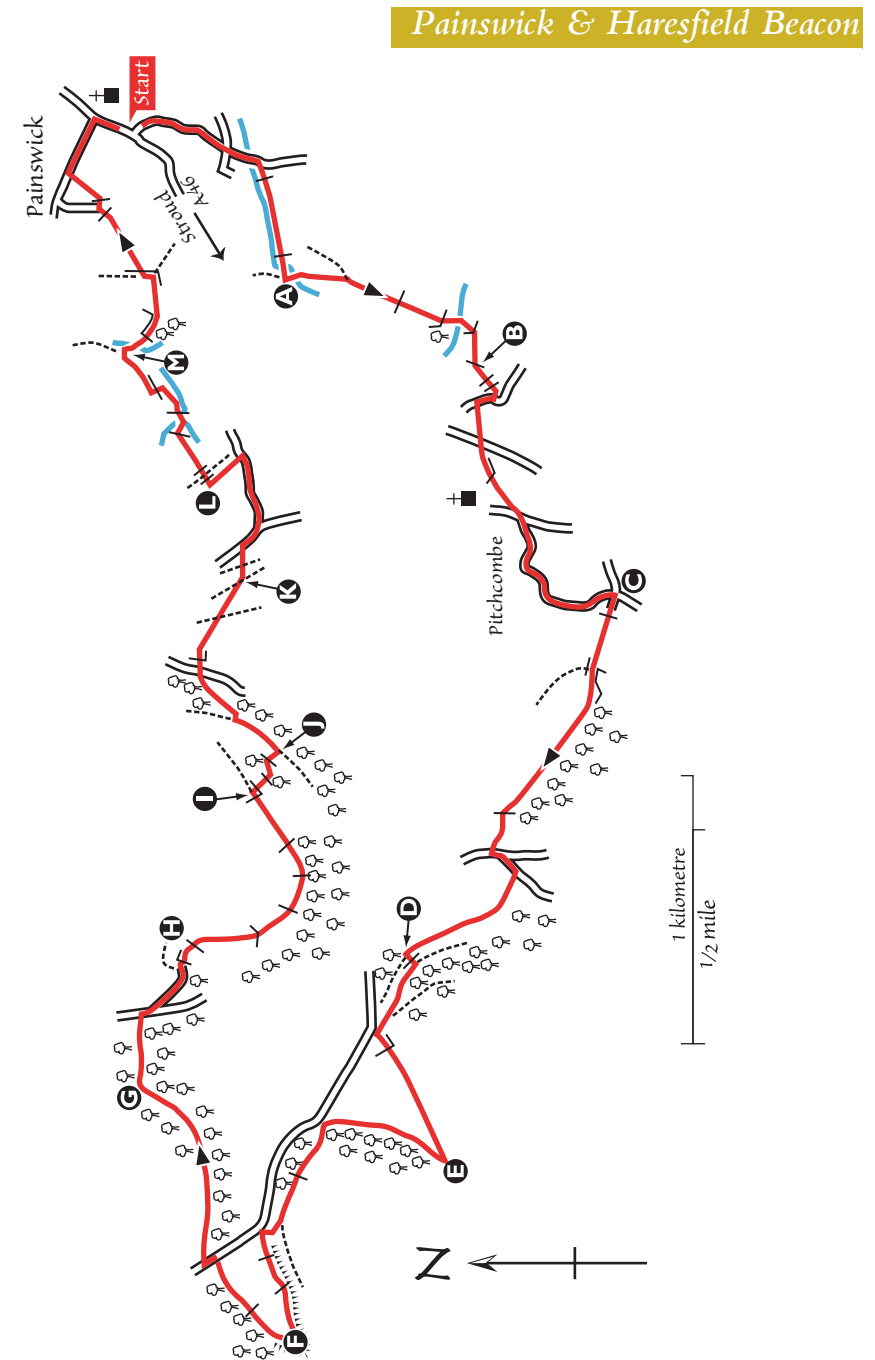 Painswick & Haresfield Beacon
Start
Painswick
Stroud
A46
A
B
Pitchcombe
C
D
E
F
G
H
I
J
K
L
M
1 kilometre
1/2 mile
N